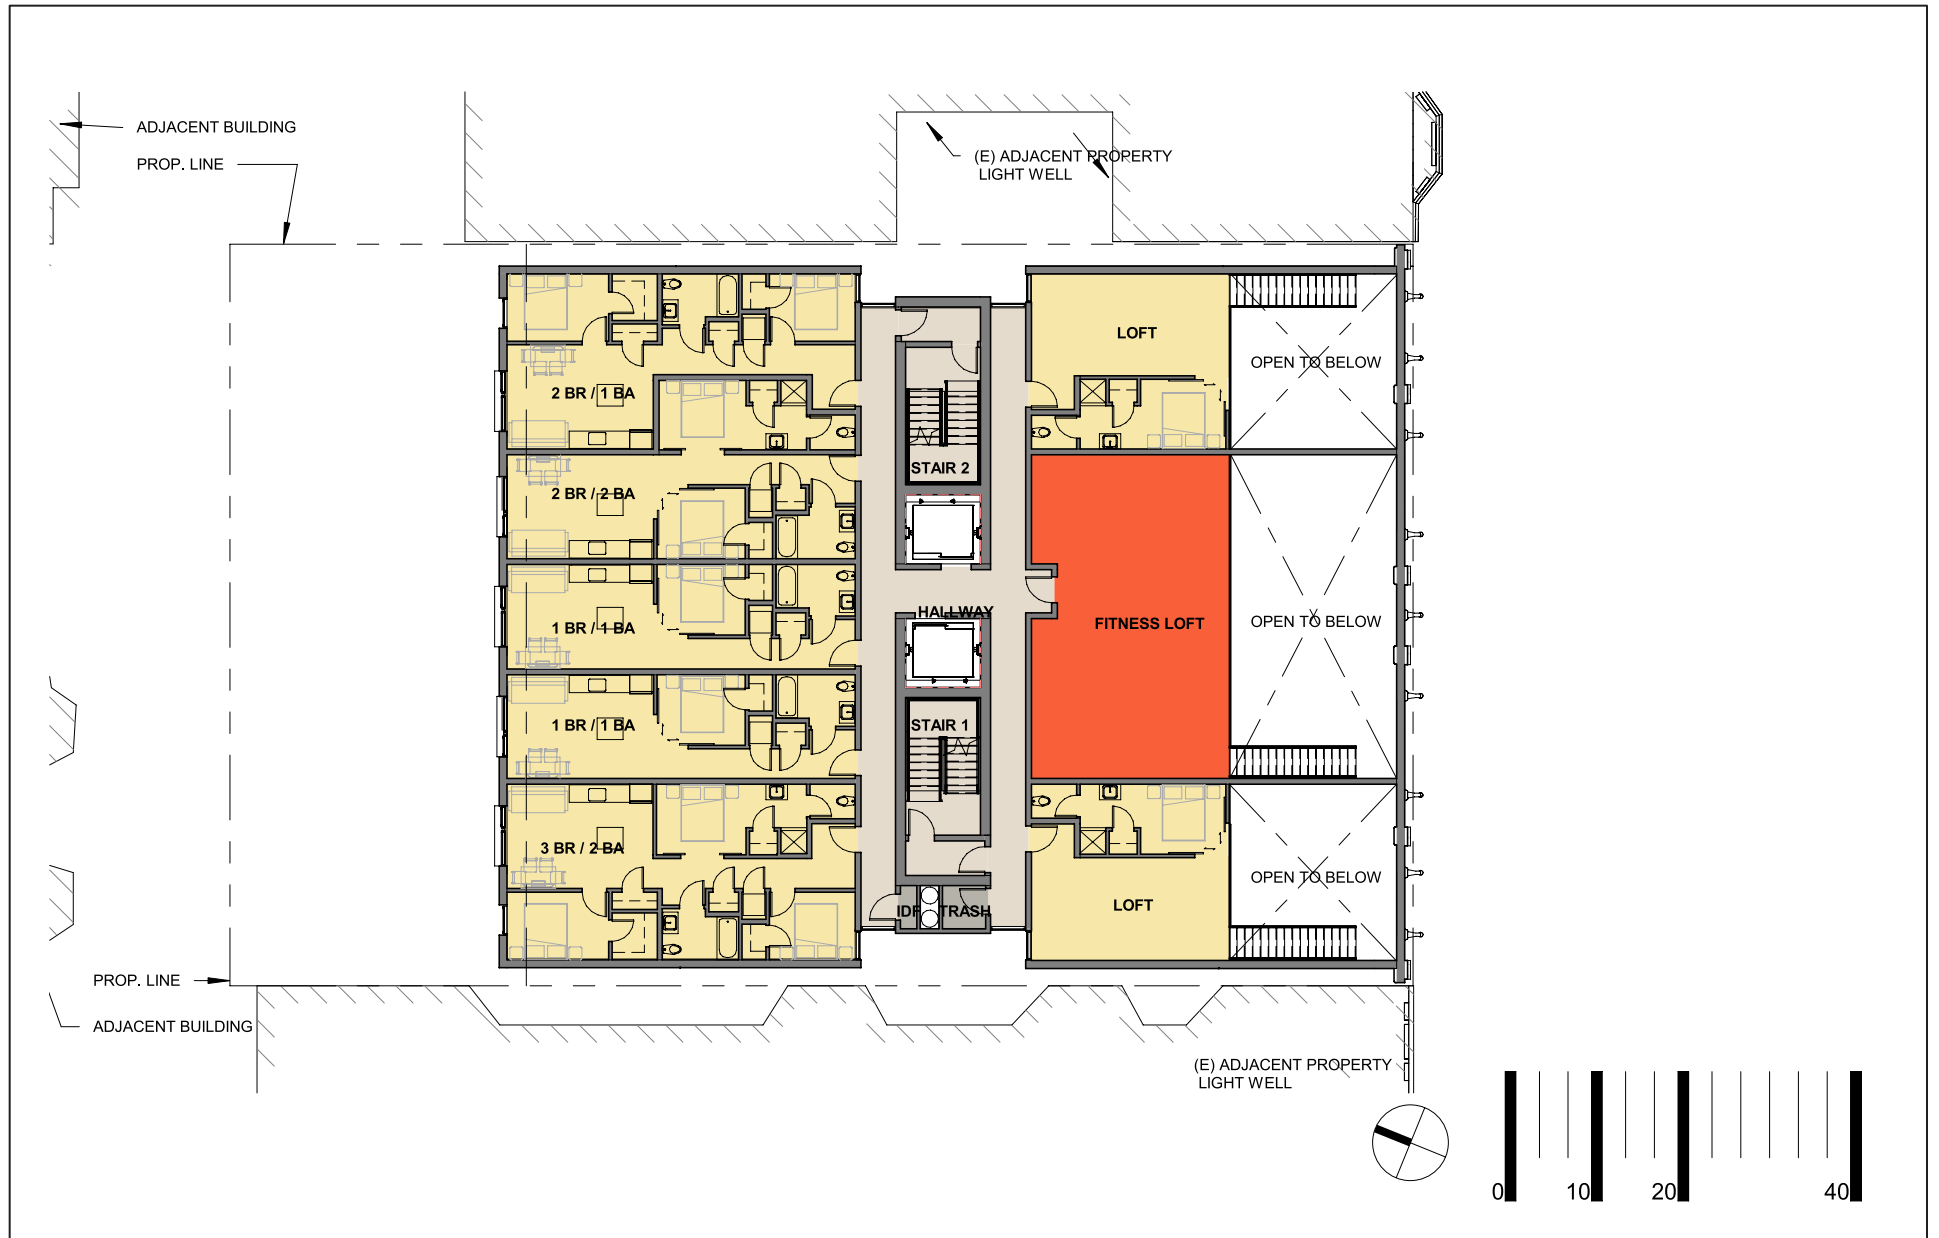 ADJACENT BUILDING
PROP. LINE
(E) ADJACENT PROPERTY
LIGHT WELL
LOFT
OPEN TO BELOW
2 BR / 1 BA
STAIR 2
2 BR / 2 BA
HALLWAY
FITNESS LOFT
OPEN TO BELOW
1 BR / 1 BA
1 BR / 1 BA
STAIR 1
3 BR / 2 BA
OPEN TO BELOW
IDF
TRASH
LOFT
PROP. LINE
ADJACENT BUILDING
(E) ADJACENT PROPERTY
LIGHT WELL
0 10 20 40